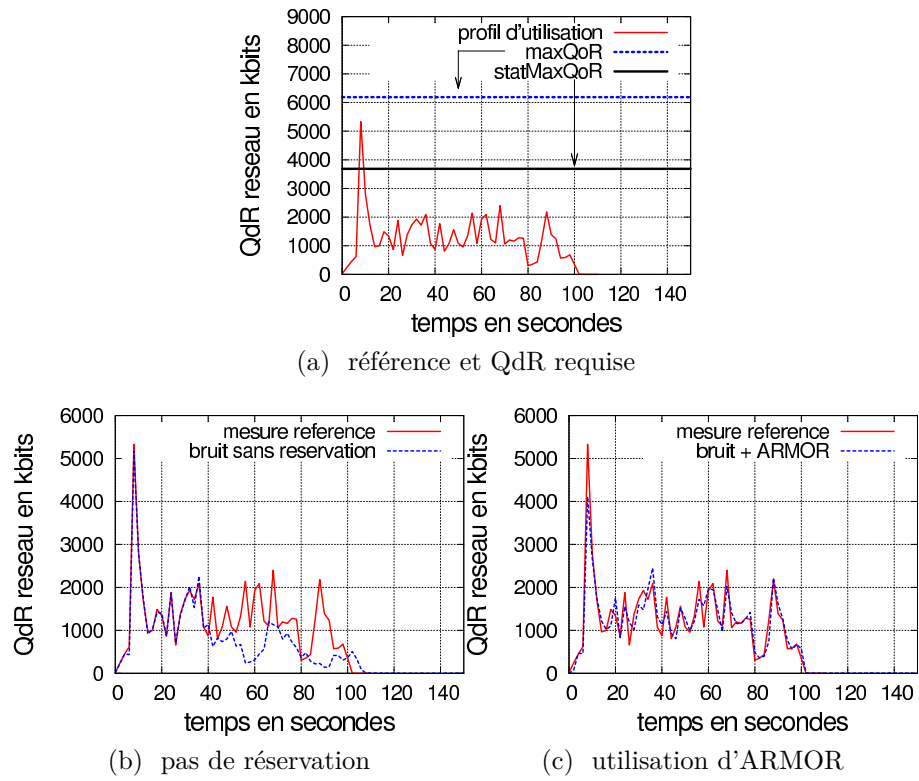 9000
8000
7000
6000
5000
4000
3000
2000
1000
0
QdR reseau en kbits
profil d'utilisation
maxQoR
statMaxQoR
0 20 40 60 80 100 120 140
temps en secondes
(a) référence et QdR requise
6000
5000
4000
3000
2000
1000
0
QdR reseau en kbits
mesure reference
bruit sans reservation
0 20 40 60 80 100 120 140
temps en secondes
(b) pas de réservation
6000
5000
4000
3000
2000
1000
0
QdR reseau en kbits
mesure reference
bruit + ARMOR
0 20 40 60 80 100 120 140
temps en secondes
(c) utilisation d'ARMOR